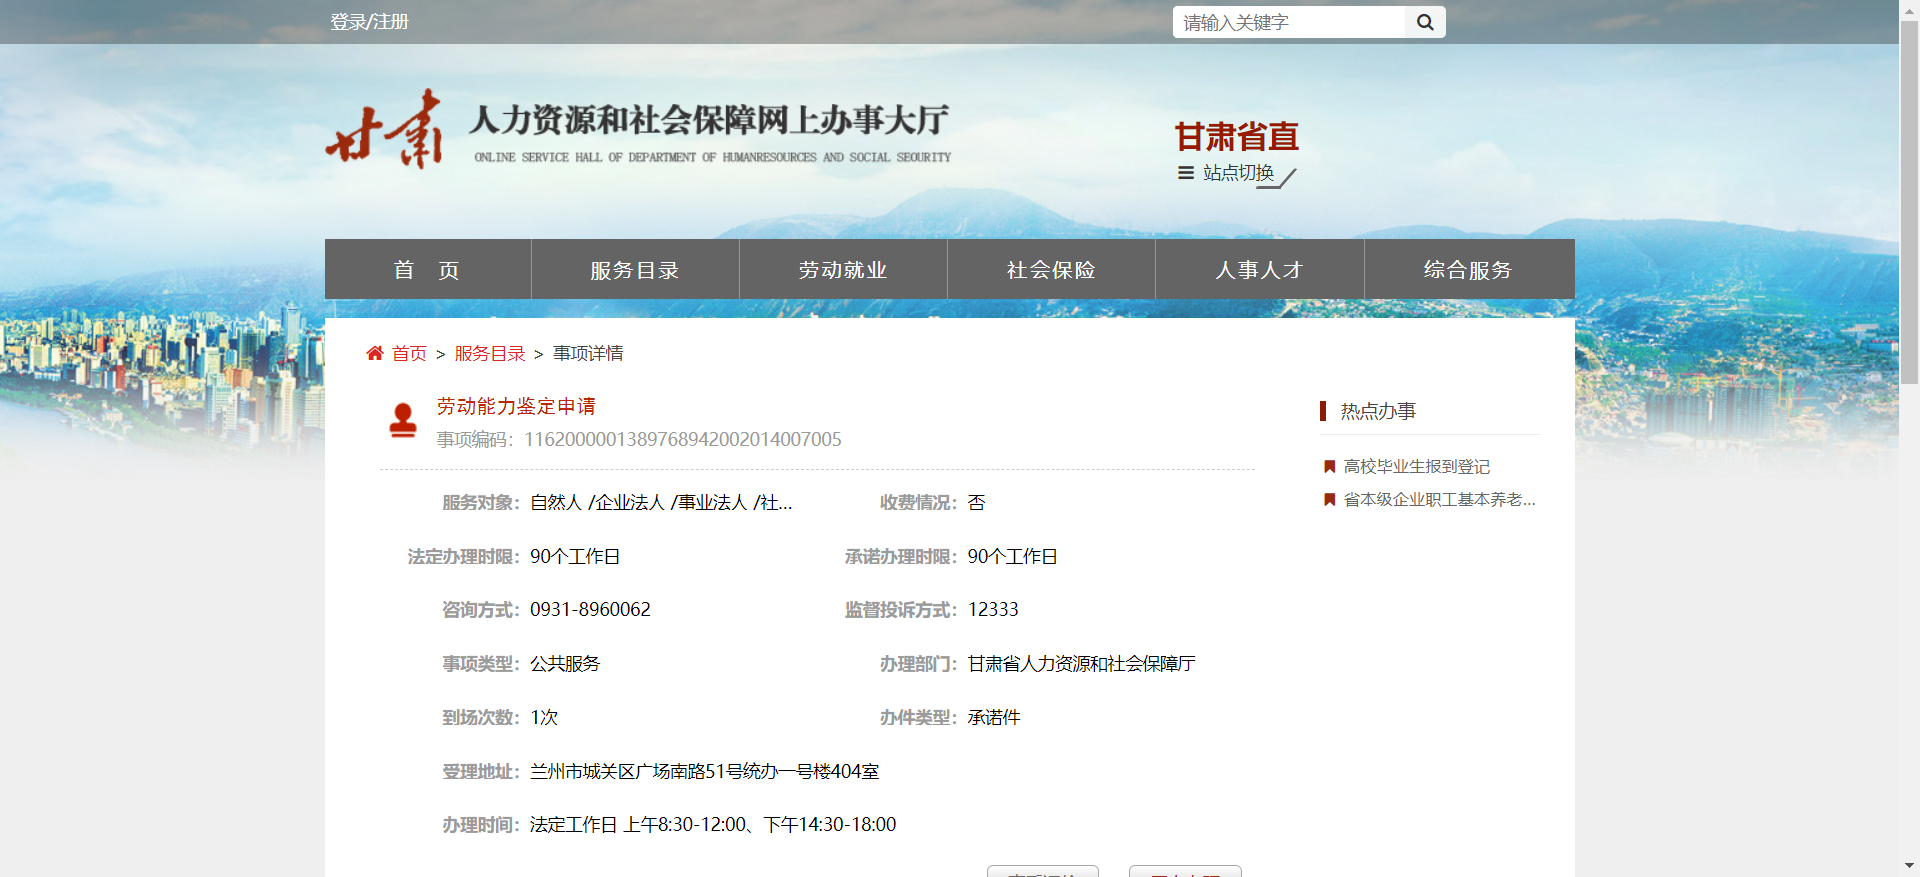 登录/注册
请输入关键字
甘肃
人力资源和社会保障网上办事大厅
ONLINE SERVICE HALL OF DEPARTMENT OF HUMANRESOURCES AND SOCIAL SEOURITY
甘肃省直
站点切换
首 页
服务目录
劳动就业
社会保险
人事人才
综合服务
首页 > 服务目录 > 事项详情
劳动能力鉴定申请
事项编码：11620000013897689420020​14007005
服务对象：自然人 /企业法人 /事业法人 /社...
收费情况：否
法定办理时限：90个工作日
承诺办理时限：90个工作日
咨询方式：0931-8960062
监督投诉方式：12333
事项类型：公共服务
办理部门：甘肃省人力资源和社会保障厅
到场次数：1次
办件类型：承诺件
受理地址：兰州市城关区广场南路51号统办一号楼404室
办理时间：法定工作日 上午8:30-12:00、下午14:30-18:00
热点办事
高校毕业生报到登记
省本级企业职工基本养老...